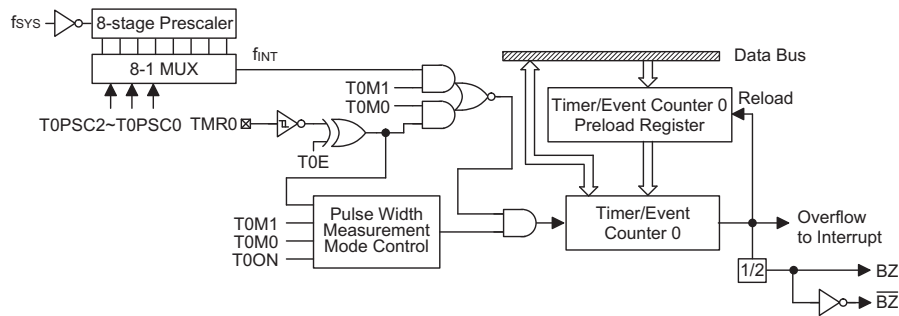 fSYS
8-stage Prescaler
8-1 MUX
fINT
T0PSC2~T0PSC0
T0M1
T0M0
TMR0
T0E
Data Bus
Timer/Event Counter 0
Preload Register
Reload
T0M1
T0M0
T0ON
Pulse Width
Measurement
Mode Control
Timer/Event
Counter 0
Overflow
to Interrupt
1/2
BZ
B̅Z̅